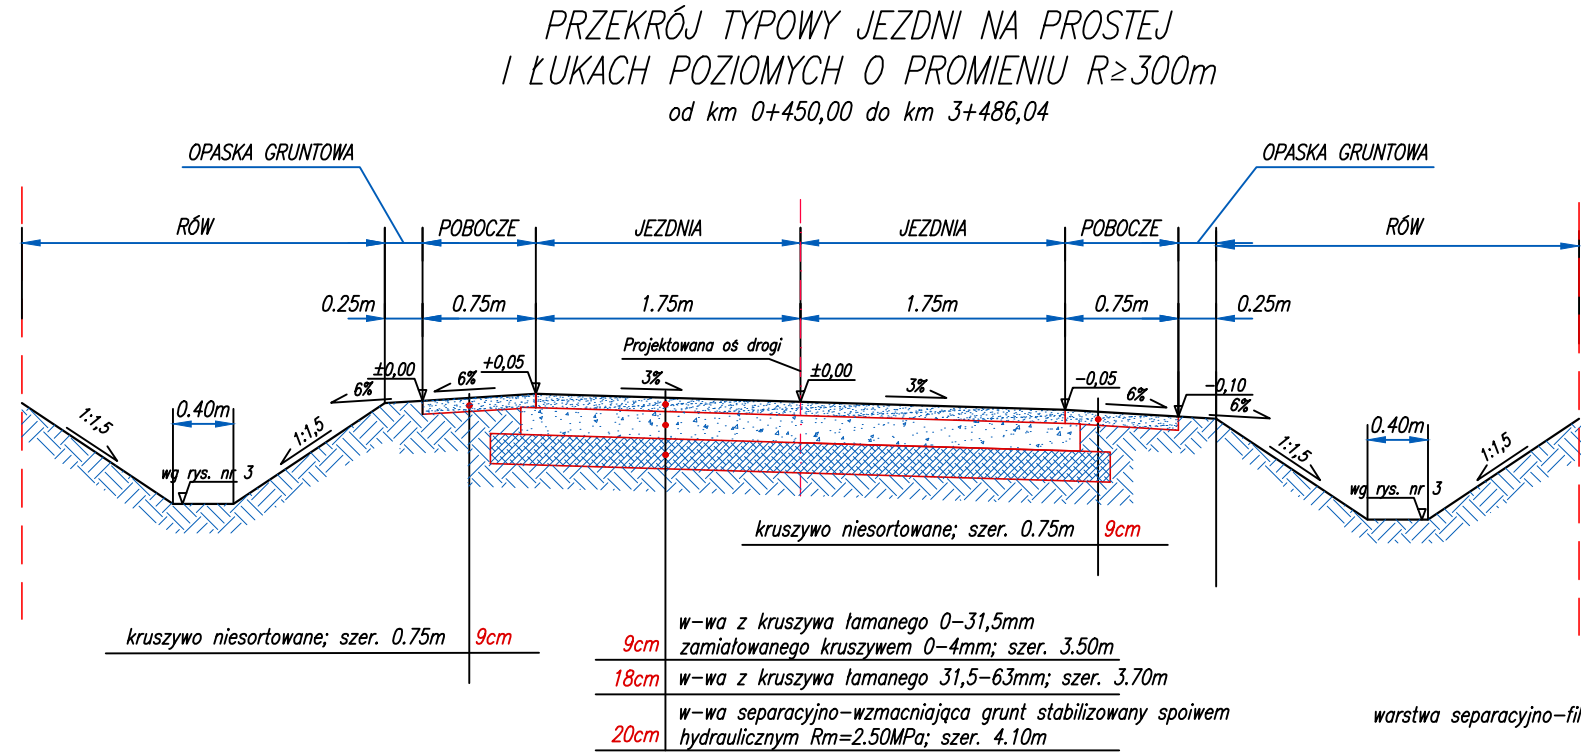 PRZEKRÓJ TYPOWY JEZDNI NA PROSTEJ
I ŁUKACH POZIOMYCH O PROMIENIU R≥300m
od km 0+450,00 do km 3+486,04
OPASKA GRUNTOWA
OPASKA GRUNTOWA
RÓW
POBOCZE
JEZDNIA
JEZDNIA
POBOCZE
RÓW
0.25m
0.75m
1.75m
1.75m
0.75m
0.25m
Projektowana oś drogi
±0,00
+0,05
±0,00
-0,05
-0,10
6%
6%
3%
3%
6%
6%
1:1,5
0.40m
1:1,5
1:1,5
0.40m
1:1,5
wg rys. nr 3
wg rys. nr 3
kruszywo niesortowane; szer. 0.75m 9cm
kruszywo niesortowane; szer. 0.75m 9cm
w-wa z kruszywa łamanego 0-31,5mm
9cm zamiałowanego kruszywem 0-4mm; szer. 3.50m
18cm w-wa z kruszywa łamanego 31,5-63mm; szer. 3.70m
w-wa separacyjno-wzmacniająca grunt stabilizowany spoiwem
20cm hydraulicznym Rm=2.50MPa; szer. 4.10m
warstwa separacyjno-fil